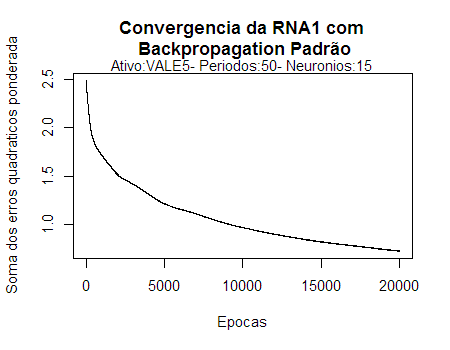 Convergencia da RNA1 com
Backpropagation Padrão
Ativo:VALE5- Periodos:50- Neuronios:15
Soma dos erros quadraticos ponderada
2.5
2.0
1.5
1.0
0 5000 10000 15000 20000
Epocas